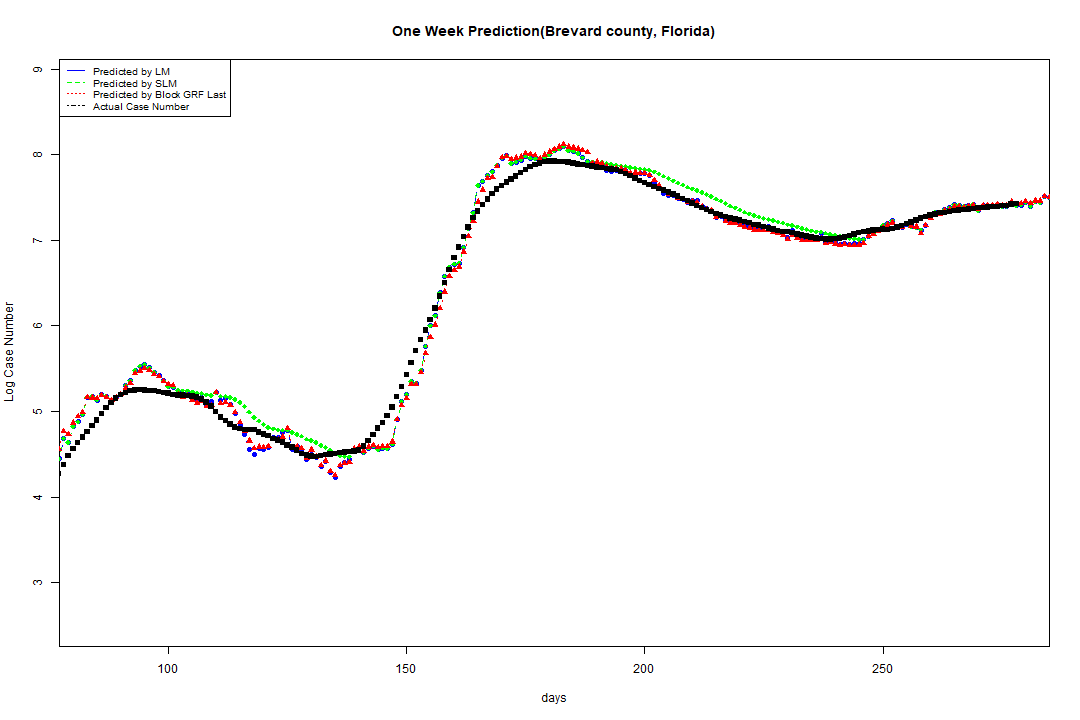 One Week Prediction(Brevard county, Florida)
Predicted by LM
Predicted by SLM
Predicted by Block GRF Last
Actual Case Number
9
8
7
6
5
4
3
Log Case Number
100 150 200 250
days